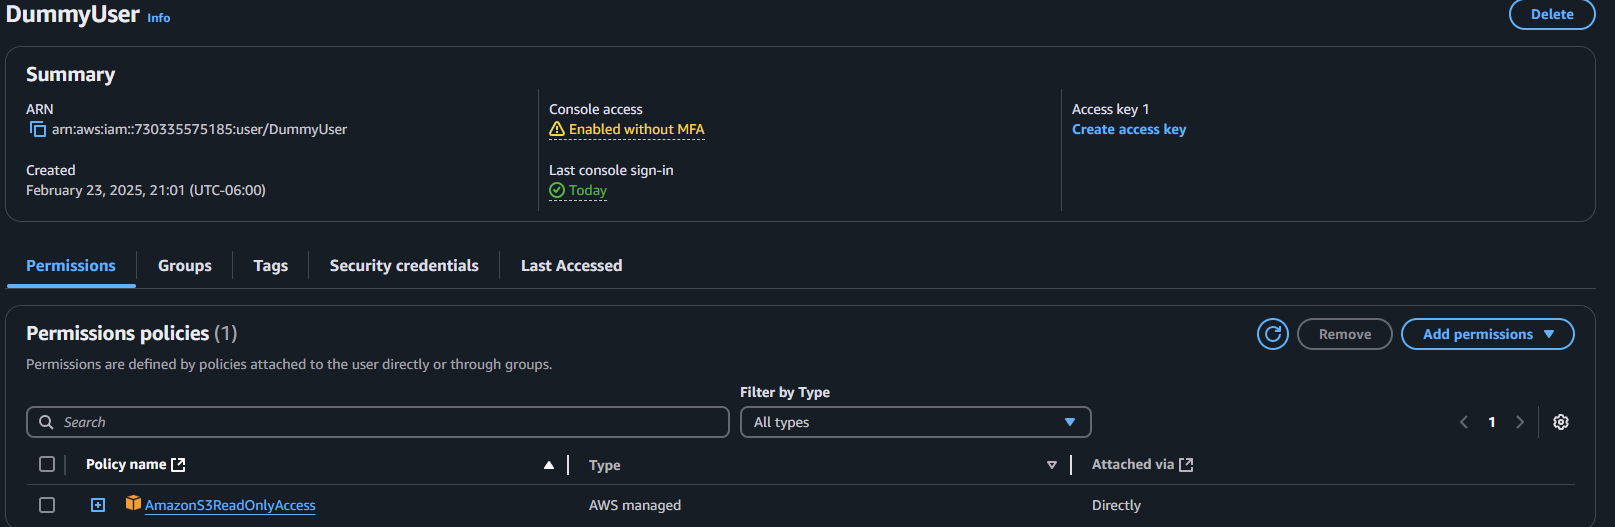 DummyUser Info
Delete
Summary
ARN
arn:aws:iam::730335575185:user/DummyUser
Created
February 23, 2025, 21:01 (UTC-06:00)
Console access
Enabled without MFA
Last console sign-in
Today
Access key 1
Create access key
Permissions
Groups
Tags
Security credentials
Last Accessed
Permissions policies (1)
Remove
Add permissions
Permissions are defined by policies attached to the user directly or through groups.
Filter by Type
Search
All types
1
Policy name
Type
Attached via
AmazonS3ReadOnlyAccess
AWS managed
Directly